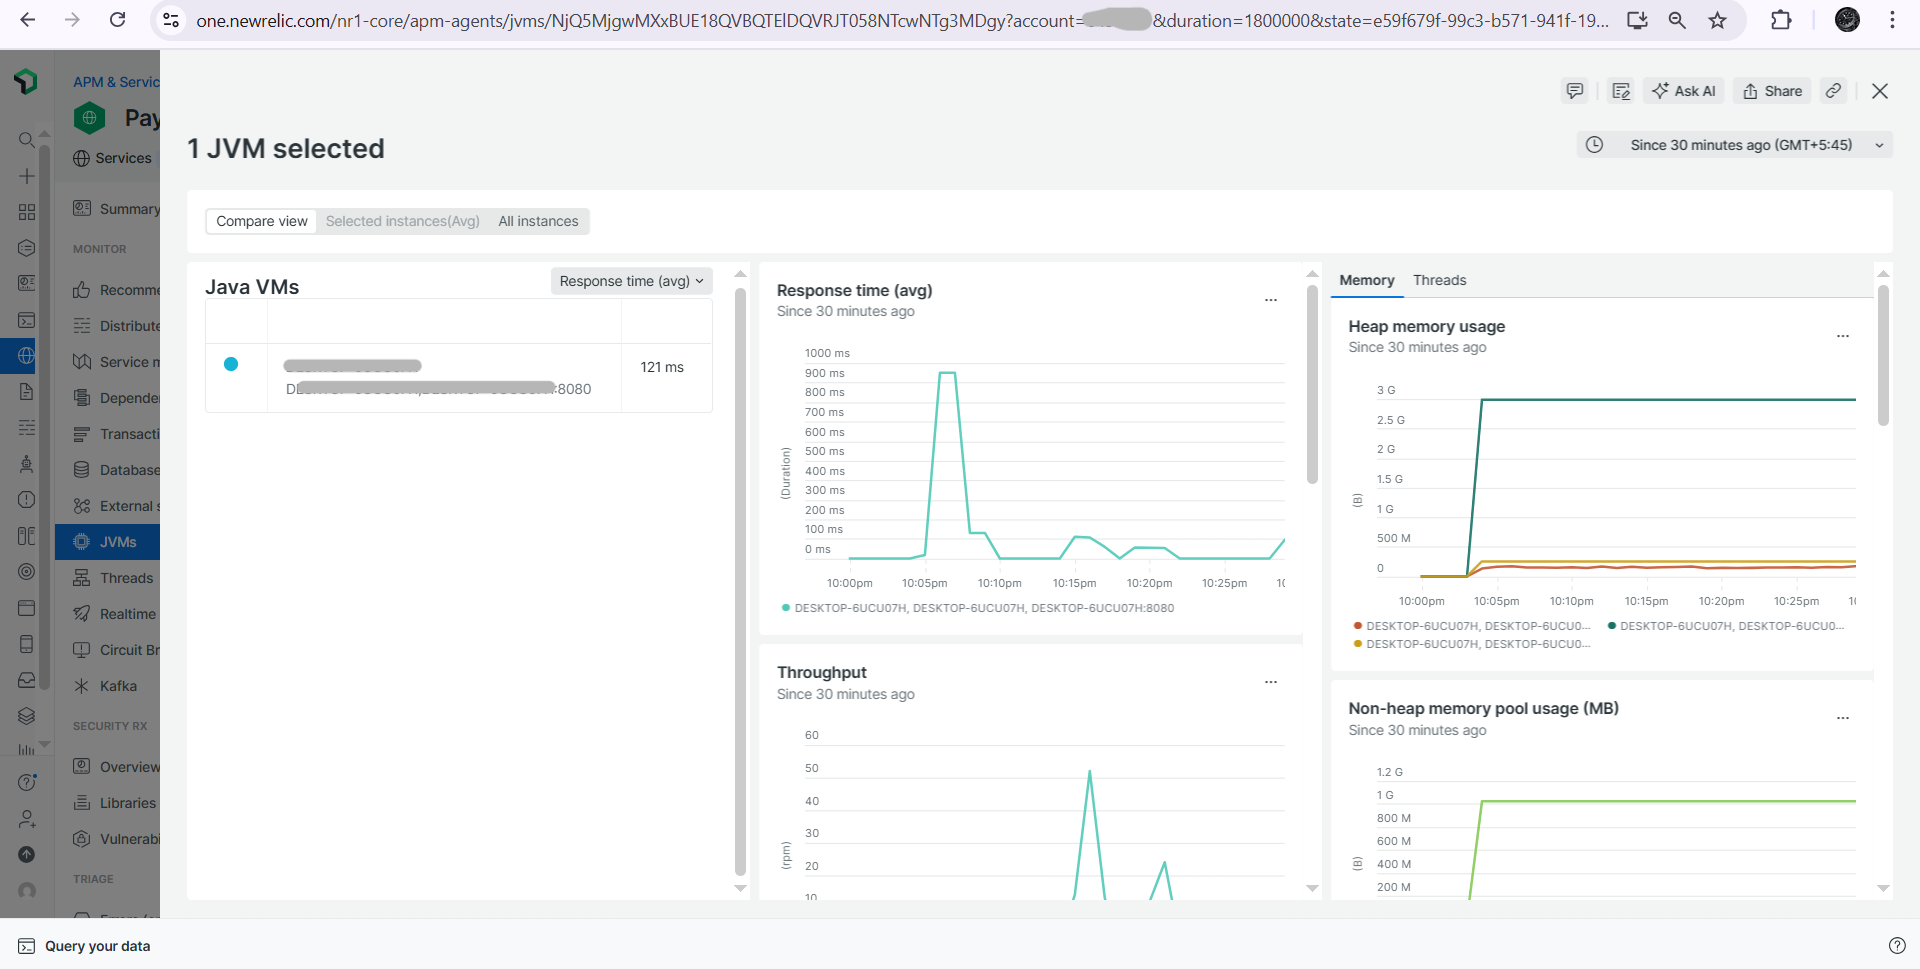 one.newrelic.com/nr1-core/apm-agents/jvms/NjQ5MjgwMXxBUE18QVBQTElDQVRJT058NTcwNTg3MDgy?account=
&duration=1800000&state=e59f679f-99c3-b571-941f-19...
APM & Servic
Pay
Services
Summary
MONITOR
Recomme
Distribute
Service m
Depende
Transacti
Database
External s
JVMs
Threads
Realtime
Circuit Br
Kafka
SECURITY RX
Overview
Libraries
Vulnerabi
TRIAGE
Ask AI
Share
1 JVM selected
Since 30 minutes ago (GMT+5:45)
Compare view
Selected instances(Avg)
All instances
Java VMs
Response time (avg)
121 ms
:8080
Response time (avg)
Since 30 minutes ago
1000 ms
900 ms
800 ms
700 ms
600 ms
500 ms
400 ms
300 ms
200 ms
100 ms
0 ms
(Duration)
10:00pm 10:05pm 10:10pm 10:15pm 10:20pm 10:25pm 1(
DESKTOP-6UCU07H, DESKTOP-6UCU07H, DESKTOP-6UCU07H:8080
Throughput
Since 30 minutes ago
60
50
40
30
20
10
(rpm)
Memory
Threads
Heap memory usage
Since 30 minutes ago
3 G
2.5 G
2 G
1.5 G
1 G
500 M
0
(B)
10:00pm 10:05pm 10:10pm 10:15pm 10:20pm 10:25pm 1(
DESKTOP-6UCU07H, DESKTOP-6UCU0...
DESKTOP-6UCU07H, DESKTOP-6UCU0...
DESKTOP-6UCU07H, DESKTOP-6UCU0...
Non-heap memory pool usage (MB)
Since 30 minutes ago
1.2 G
1 G
800 M
600 M
400 M
200 M
(B)
Query your data